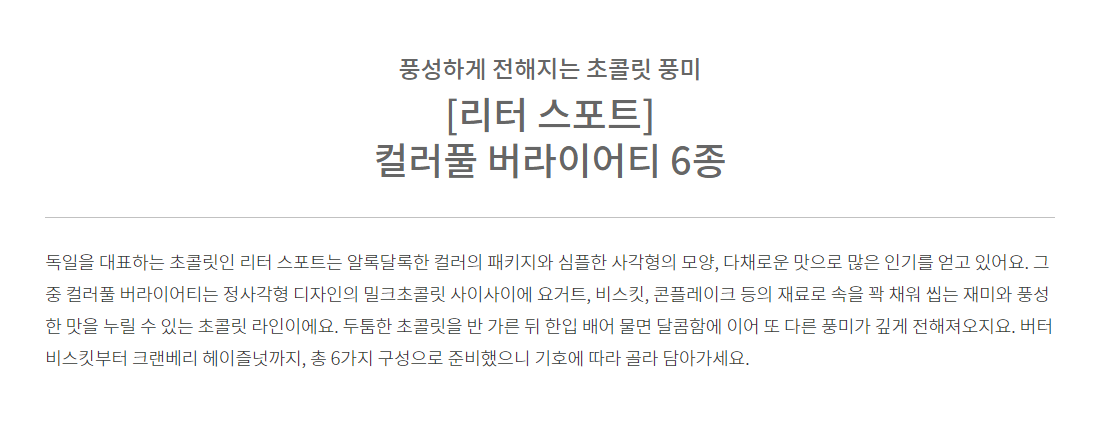 풍성하게 전해지는 초콜릿 풍미
[리터 스포트]
컬러풀 버라이어티 6종
독일을 대표하는 초콜릿인 리터 스포트는 알록달록한 컬러의 패키지와 심플한 사각형의 모양, 다채로운 맛으로 많은 인기를 얻고 있어요. 그
중 컬러풀 버라이어티는 정사각형 디자인의 밀크초콜릿 사이사이에 요거트, 비스킷, 콘플레이크 등의 재료로 속을 꽉 채워 씹는 재미와 풍성
한 맛을 누릴 수 있는 초콜릿 라인이에요. 두툼한 초콜릿을 반 가른 뒤 한입 배어 물면 달콤함에 이어 또 다른 풍미가 깊게 전해져오지요. 버터
비스킷부터 크랜베리 헤이즐넛까지, 총 6가지 구성으로 준비했으니 기호에 따라 골라 담아가세요.